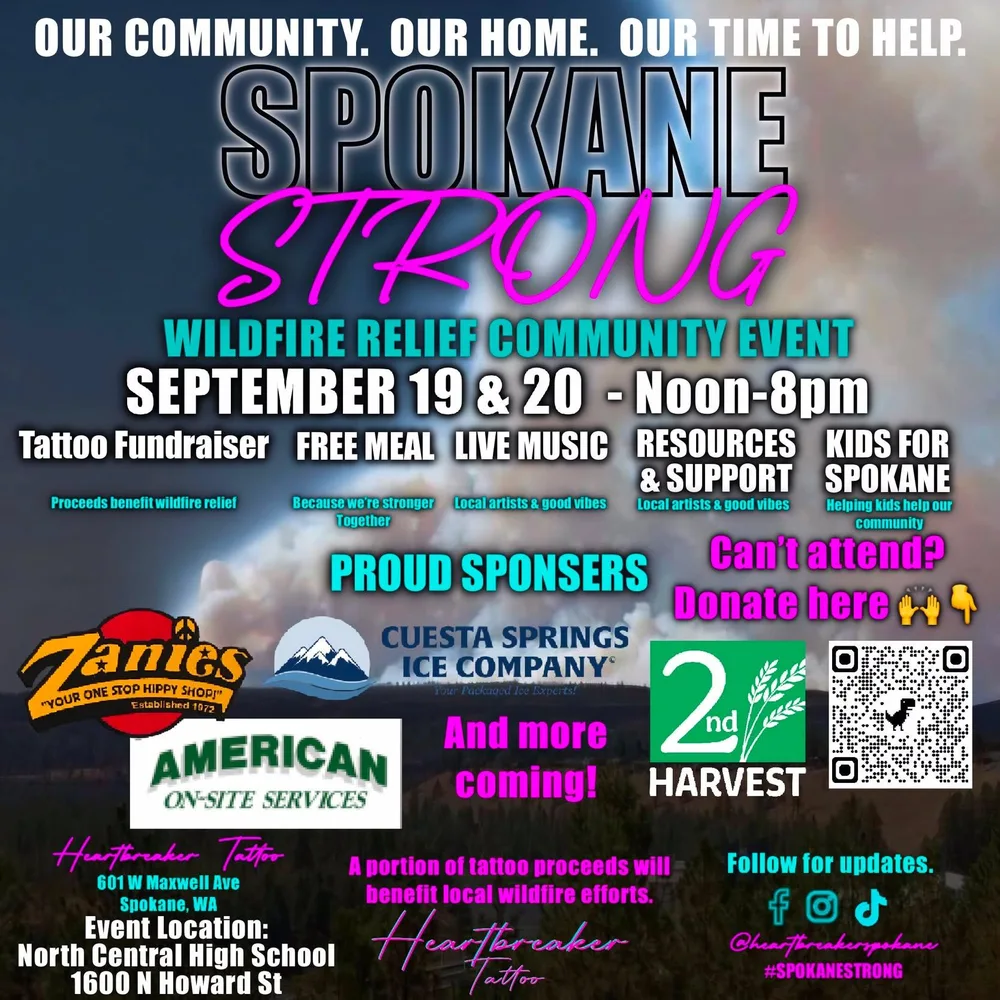 OUR COMMUNITY. OUR HOME. OUR TIME TO HELP.
SPOKANE
STRONG
WILDFIRE RELIEF COMMUNITY EVENT
SEPTEMBER 19 & 20 - Noon-8pm
Tattoo Fundraiser
Proceeds benefit wildfire relief
FREE MEAL
Because we're stronger
Together
LIVE MUSIC
Local artists & good vibes
RESOURCES
& SUPPORT
Local artists & good vibes
KIDS FOR
SPOKANE
Helping kids help our
community
PROUD SPONSERS
Can't attend?
Donate here 🙌👇
Zanies
"YOUR ONE STOP HIPPY SHOP!"
Established 1972
CUESTA SPRINGS
ICE COMPANY©
Your Packaged Ice Experts!
AMERICAN
ON-SITE SERVICES
And more
coming!
2nd
HARVEST
Heartbreaker Tattoo
601 W Maxwell Ave
Spokane, WA
Event Location:
North Central High School
1600 N Howard St
A portion of tattoo proceeds will
benefit local wildfire efforts.
Heartbreaker
Tattoo
Follow for updates.
@heartbreakerspokane
#SPOKANESTRONG